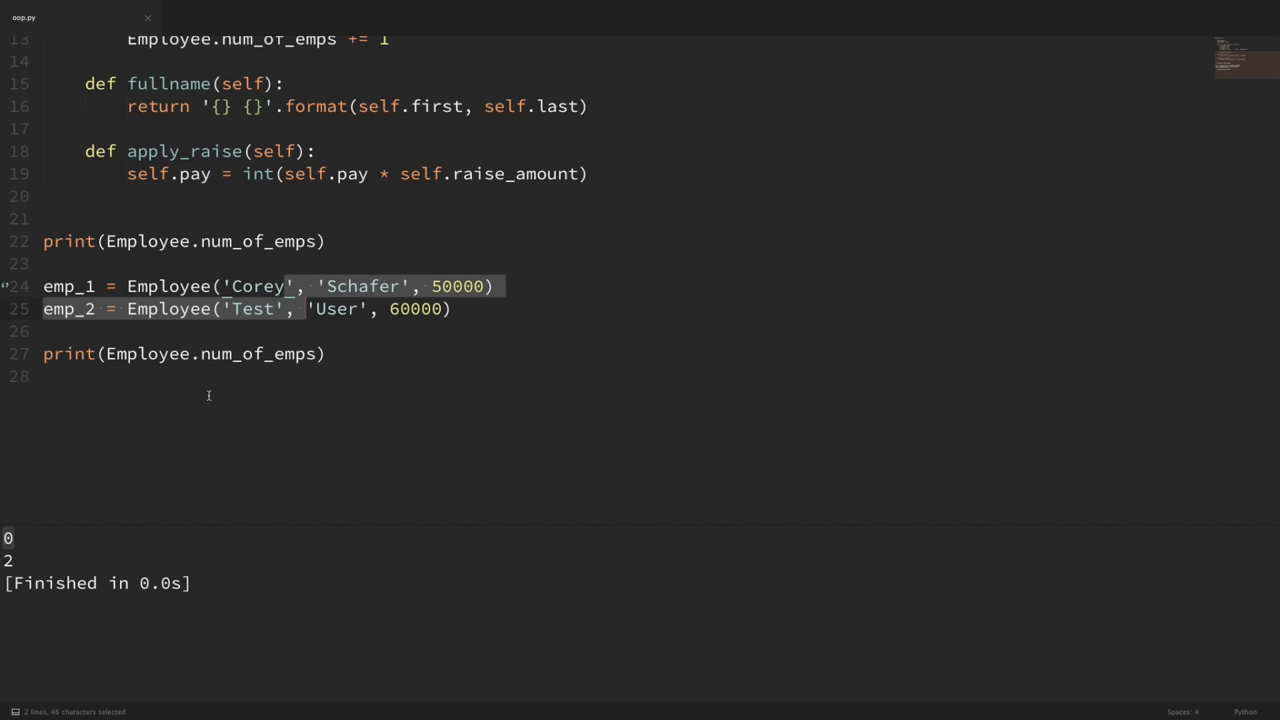 oop.py
13 Employee.num_of_emps += 1
14
15 def fullname(self):
16 return '{} {}'.format(self.first, self.last)
17
18 def apply_raise(self):
19 self.pay = int(self.pay * self.raise_amount)
20
21
22 print(Employee.num_of_emps)
23
24 emp_1 = Employee('Corey', 'Schafer', 50000)
25 emp_2 = Employee('Test', 'User', 60000)
26
27 print(Employee.num_of_emps)
28
0
2
[Finished in 0.0s]
2 lines, 46 characters selected Spaces: 4 Python